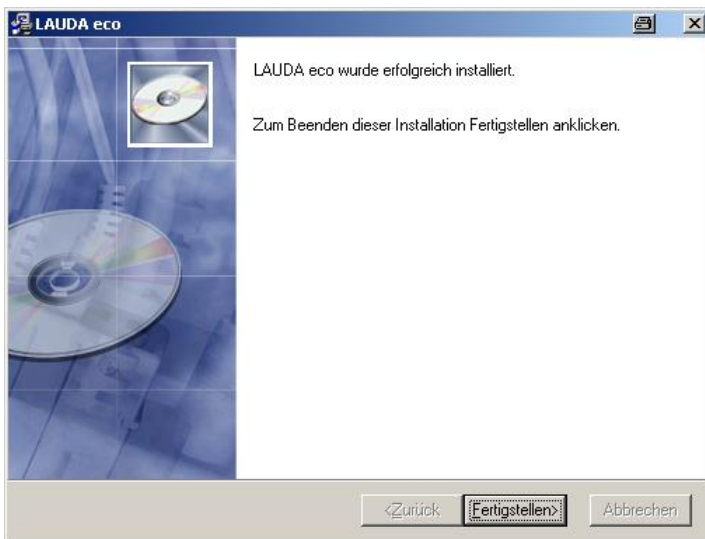 LAUDA eco
LAUDA eco wurde erfolgreich installiert.
Zum Beenden dieser Installation Fertigstellen anklicken.
<Zurück
Fertigstellen>
Abbrechen